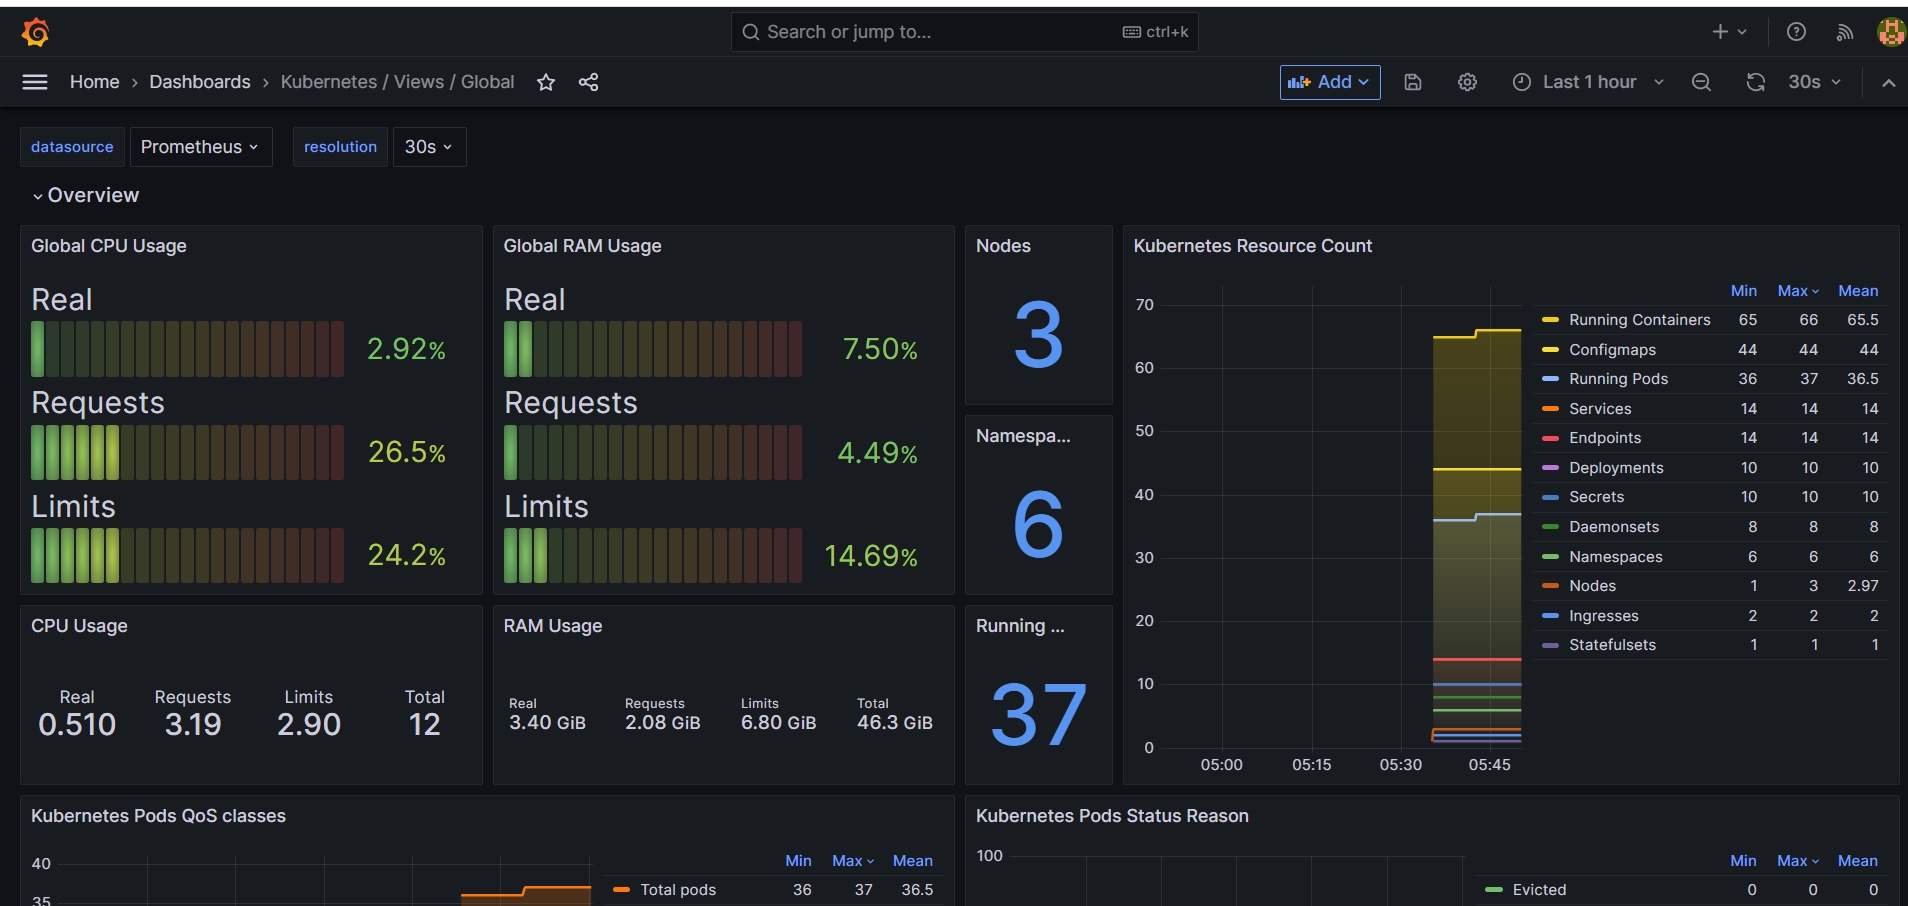 Search or jump to... ctrl+k
Home › Dashboards › Kubernetes / Views / Global
Add
Last 1 hour
30s
datasource Prometheus resolution 30s
Overview
Global CPU Usage
Real
2.92%
Requests
26.5%
Limits
24.2%
Global RAM Usage
Real
7.50%
Requests
4.49%
Limits
14.69%
Nodes
3
Namespa...
6
Running ...
37
Kubernetes Resource Count
70
60
50
40
30
20
10
0
05:00 05:15 05:30 05:45
Min Max Mean
Running Containers 65 66 65.5
Configmaps 44 44 44
Running Pods 36 37 36.5
Services 14 14 14
Endpoints 14 14 14
Deployments 10 10 10
Secrets 10 10 10
Daemonsets 8 8 8
Namespaces 6 6 6
Nodes 1 3 2.97
Ingresses 2 2 2
Statefulsets 1 1 1
CPU Usage
Real Requests Limits Total
0.510 3.19 2.90 12
RAM Usage
Real Requests Limits Total
3.40 GiB 2.08 GiB 6.80 GiB 46.3 GiB
Kubernetes Pods QoS classes
40
35
Min Max Mean
Total pods 36 37 36.5
Kubernetes Pods Status Reason
100
Min Max Mean
Evicted 0 0 0